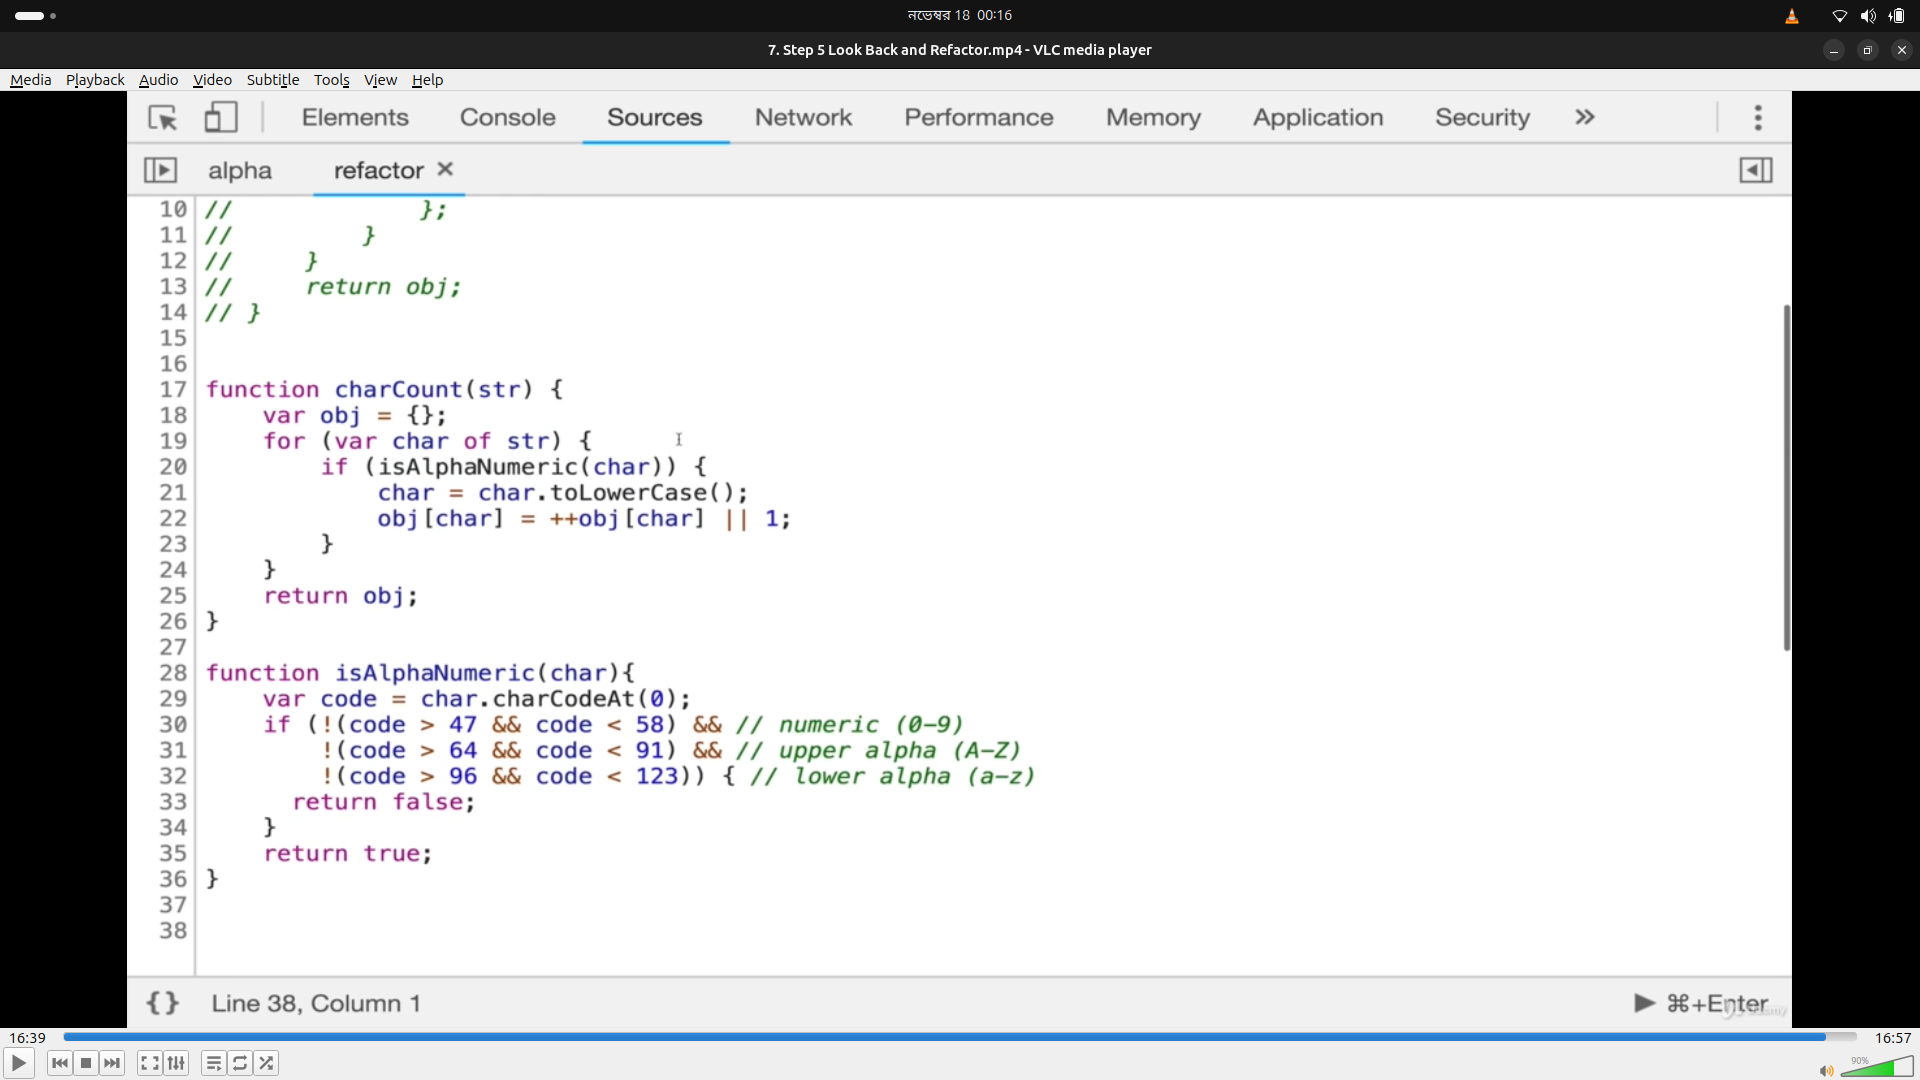 নভেম্বর 18 00:16
7. Step 5 Look Back and Refactor.mp4 - VLC media player
Media Playback Audio Video Subtitle Tools View Help
Elements Console Sources Network Performance Memory Application Security »
alpha refactor ×
10 // };
11 // }
12 // }
13 // return obj;
14 // }
15
16
17 function charCount(str) {
18 var obj = {};
19 for (var char of str) {
20 if (isAlphaNumeric(char)) {
21 char = char.toLowerCase();
22 obj[char] = ++obj[char] || 1;
23 }
24 }
25 return obj;
26 }
27
28 function isAlphaNumeric(char){
29 var code = char.charCodeAt(0);
30 if (!(code > 47 && code < 58) && // numeric (0-9)
31 !(code > 64 && code < 91) && // upper alpha (A-Z)
32 !(code > 96 && code < 123)) { // lower alpha (a-z)
33 return false;
34 }
35 return true;
36 }
37
38
{} Line 38, Column 1 ⌘+Enter
16:39 16:57
90%